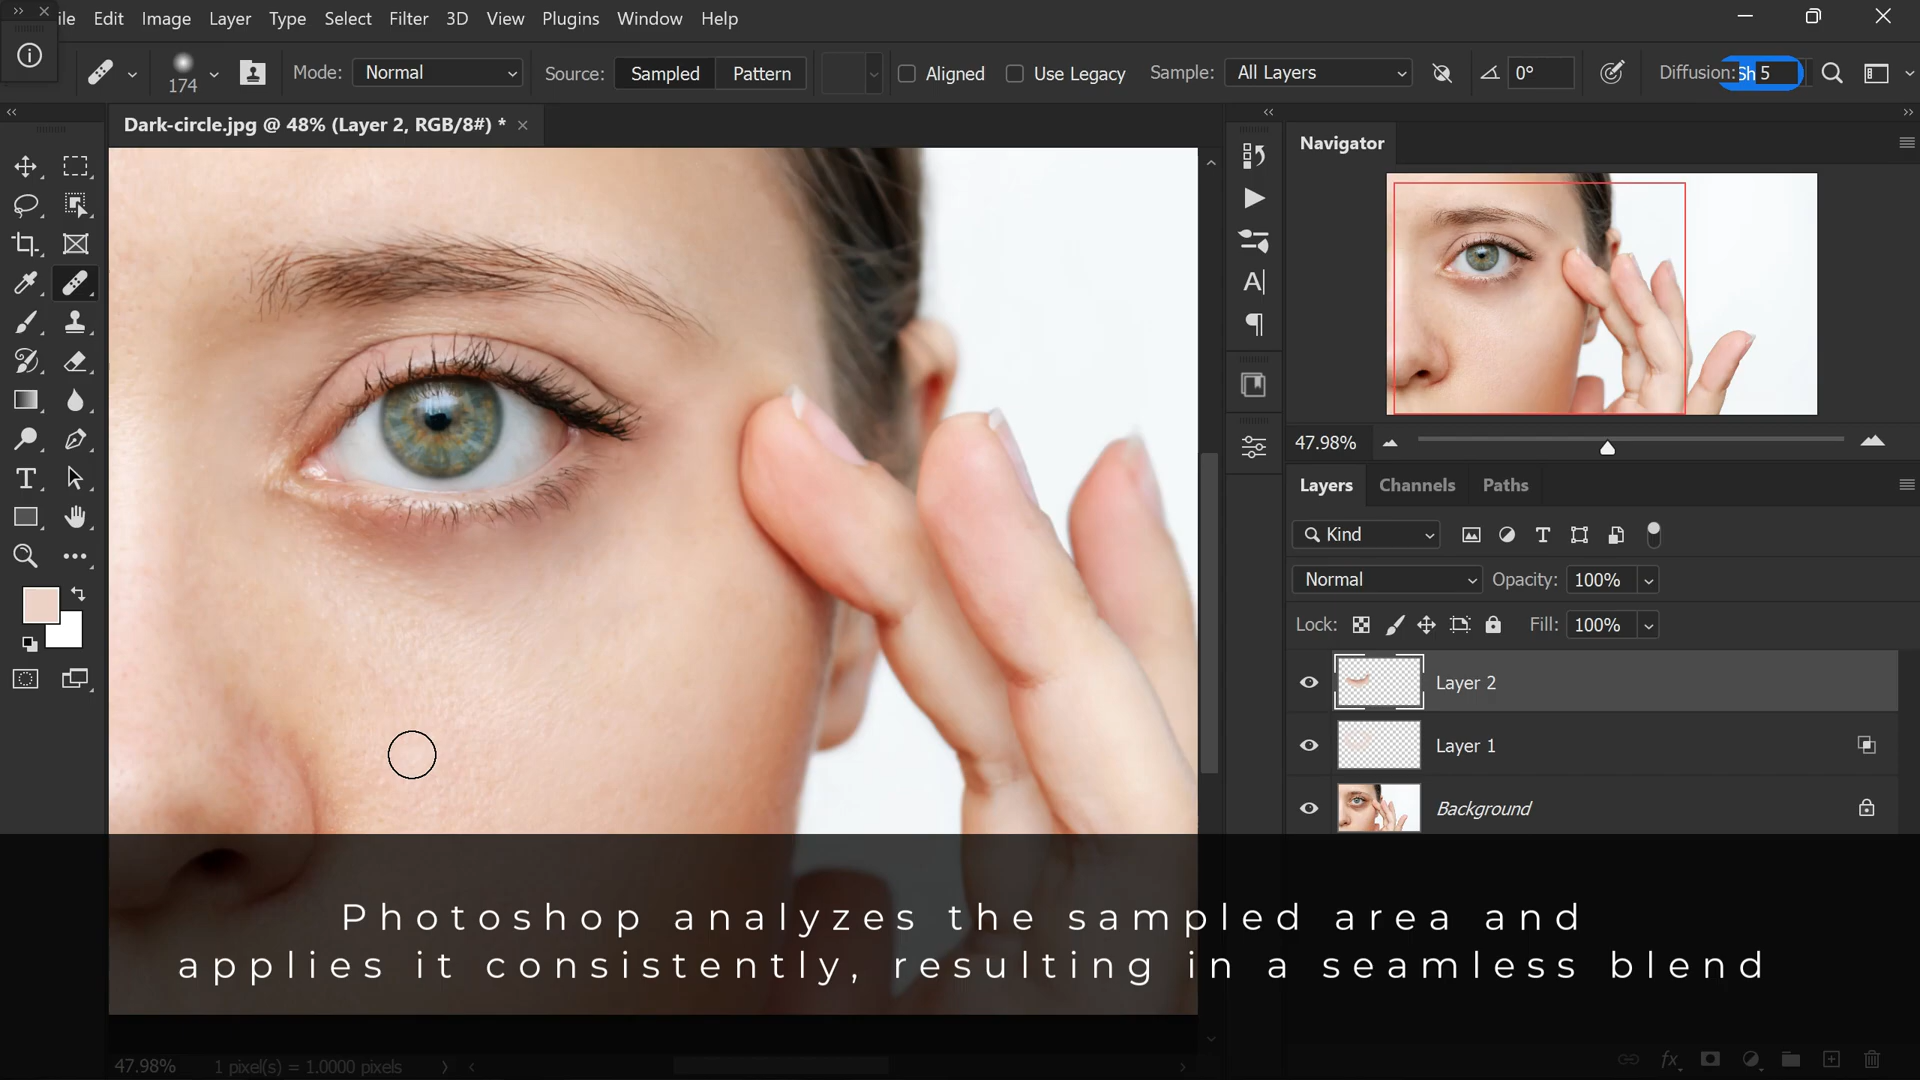 ile Edit Image Layer Type Select Filter 3D View Plugins Window Help
174 Mode: Normal Source: Sampled Pattern Aligned Use Legacy Sample: All Layers 0° Diffusion: Sh 5
Dark-circle.jpg @ 48% (Layer 2, RGB/8#) *
Navigator
47.98%
Layers Channels Paths
Kind
Normal Opacity: 100%
Lock: Fill: 100%
Layer 2
Layer 1
Background
Photoshop analyzes the sampled area and
applies it consistently, resulting in a seamless blend
47.98% 1 pixel(s) = 1.0000 pixels
fx